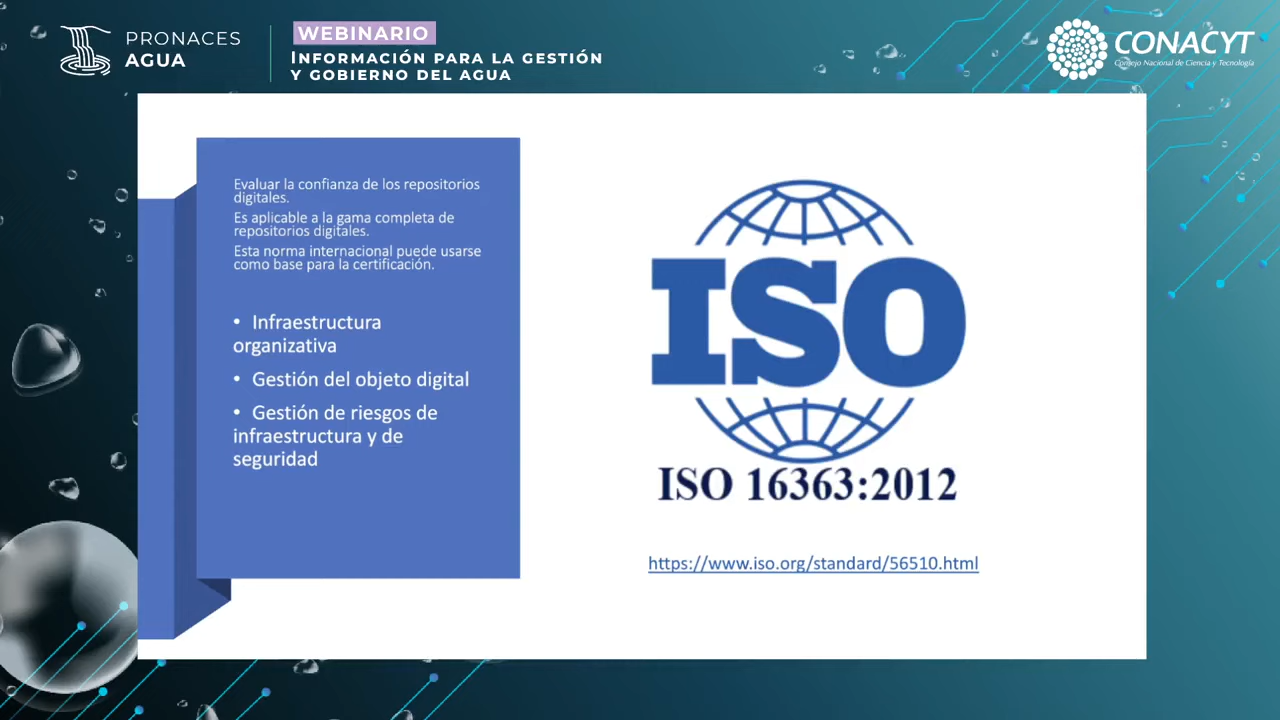 PRONACES
AGUA
WEBINARIO
INFORMACIÓN PARA LA GESTIÓN
Y GOBIERNO DEL AGUA
CONACYT
Consejo Nacional de Ciencia y Tecnología
Evaluar la confianza de los repositorios
digitales.
Es aplicable a la gama completa de
repositorios digitales.
Esta norma internacional puede usarse
como base para la certificación.
• Infraestructura
organizativa
• Gestión del objeto digital
• Gestión de riesgos de
infraestructura y de
seguridad
ISO
ISO 16363:2012
https://www.iso.org/standard/56510.html